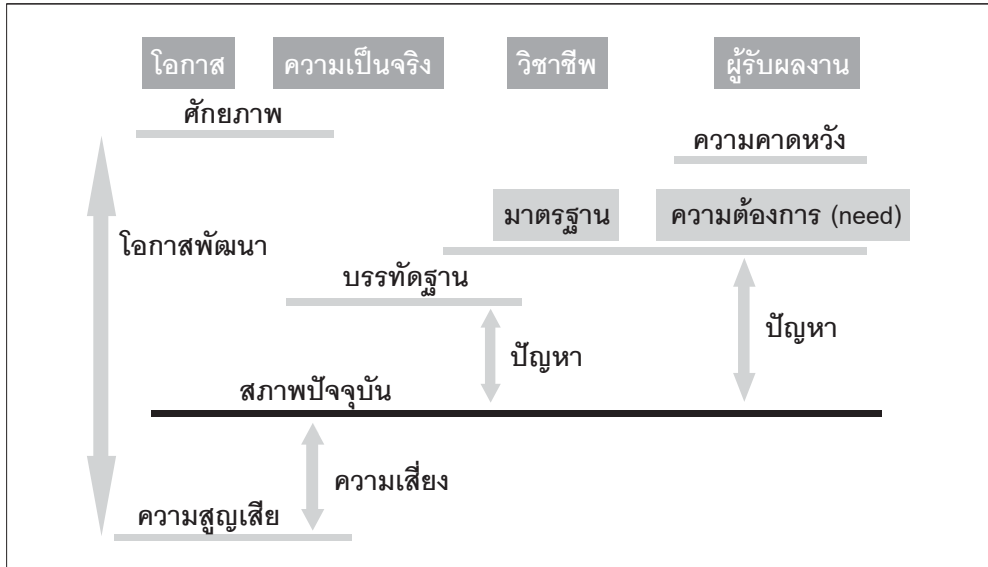 โอกาส
ความเป็นจริง
วิชาชีพ
ผู้รับผลงาน
ศักยภาพ
ความคาดหวัง
มาตรฐาน
ความต้องการ (need)
โอกาสพัฒนา
บรรทัดฐาน
ปัญหา
ปัญหา
สภาพปัจจุบัน
ความเสี่ยง
ความสูญเสีย